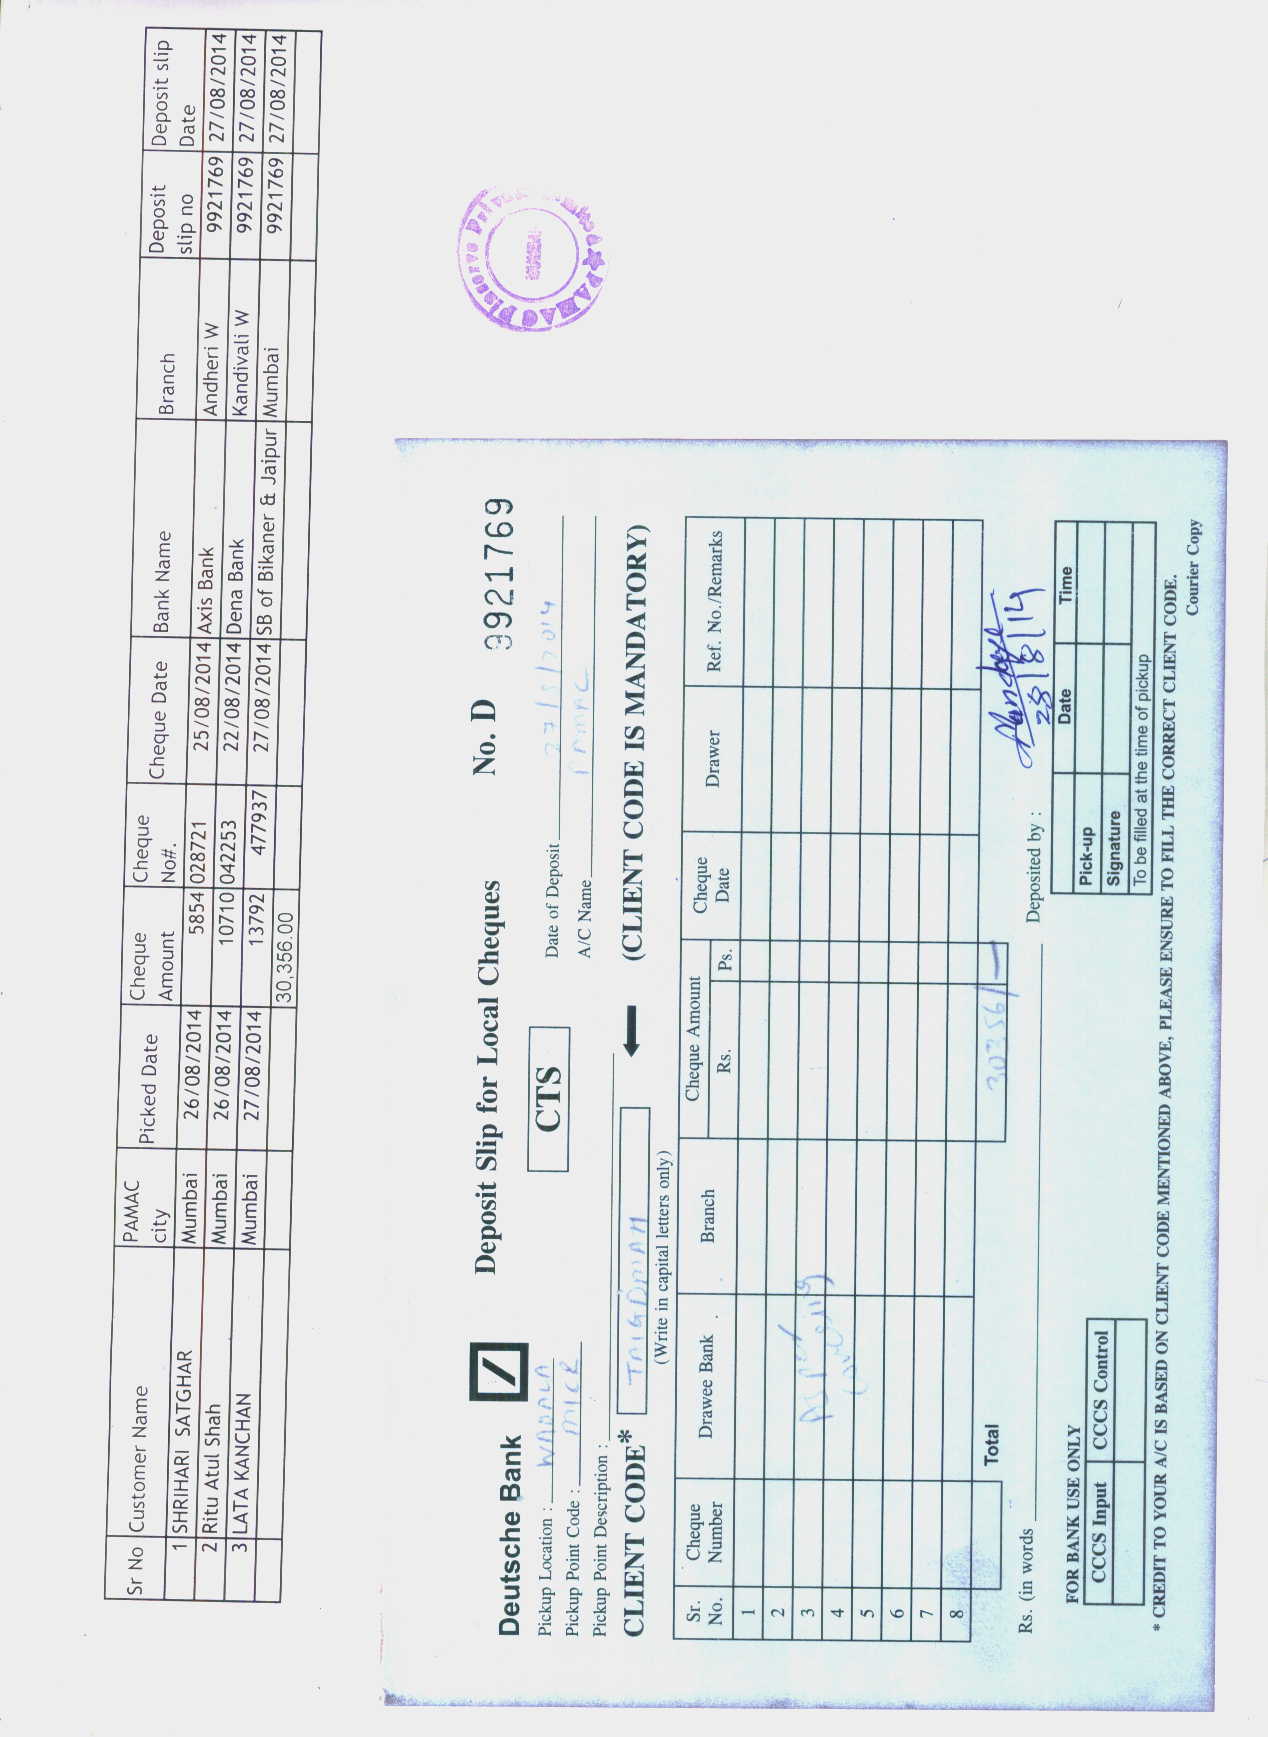 Sr No Customer Name PAMAC city Picked Date Cheque Amount Cheque No#. Cheque Date Bank Name Branch Deposit slip no Deposit slip Date
1 SHRIHARI SATGHAR Mumbai 26/08/2014 5854 028721 25/08/2014 Axis Bank Andheri W 9921769 27/08/2014
2 Ritu Atul Shah Mumbai 26/08/2014 10710 042253 22/08/2014 Dena Bank Kandivali W 9921769 27/08/2014
3 LATA KANCHAN Mumbai 27/08/2014 13792 477937 27/08/2014 SB of Bikaner & Jaipur Mumbai 9921769 27/08/2014
30,356.00
PAMAC
Deutsche Bank Deposit Slip for Local Cheques No. D 9921769
Pickup Location : WADALA CTS Date of Deposit 27/8/2014
Pickup Point Code : A/C Name PAMAC
Pickup Point Description :
CLIENT CODE* (CLIENT CODE IS MANDATORY)
(Write in capital letters only)
Sr. No. Cheque Number Drawee Bank Branch Cheque Amount Rs. Ps. Cheque Date Drawer Ref. No./Remarks
1
2
3 As per
4
5
6
7
8
Total 30356/-
Rs. (in words Deposited by :
28/8/14
FOR BANK USE ONLY
CCCS Input CCCS Control
Date Time
Pick-up
Signature
To be filled at the time of pickup
* CREDIT TO YOUR A/C IS BASED ON CLIENT CODE MENTIONED ABOVE, PLEASE ENSURE TO FILL THE CORRECT CLIENT CODE.
Courier Copy